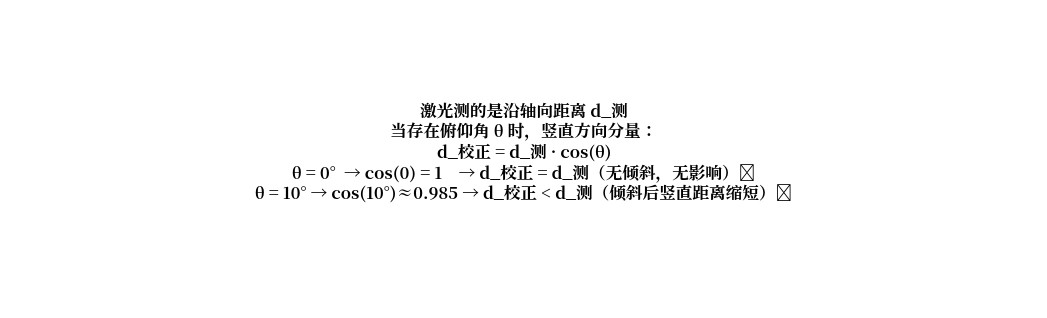 激光测的是沿轴向距离 d_测
当存在俯仰角 θ 时，竖直方向分量：
d_校正 = d_测 · cos(θ)
θ = 0° → cos(0) = 1 → d_校正 = d_测（无倾斜，无影响）
θ = 10° → cos(10°)≈0.985 → d_校正 < d_测（倾斜后竖直距离缩短）